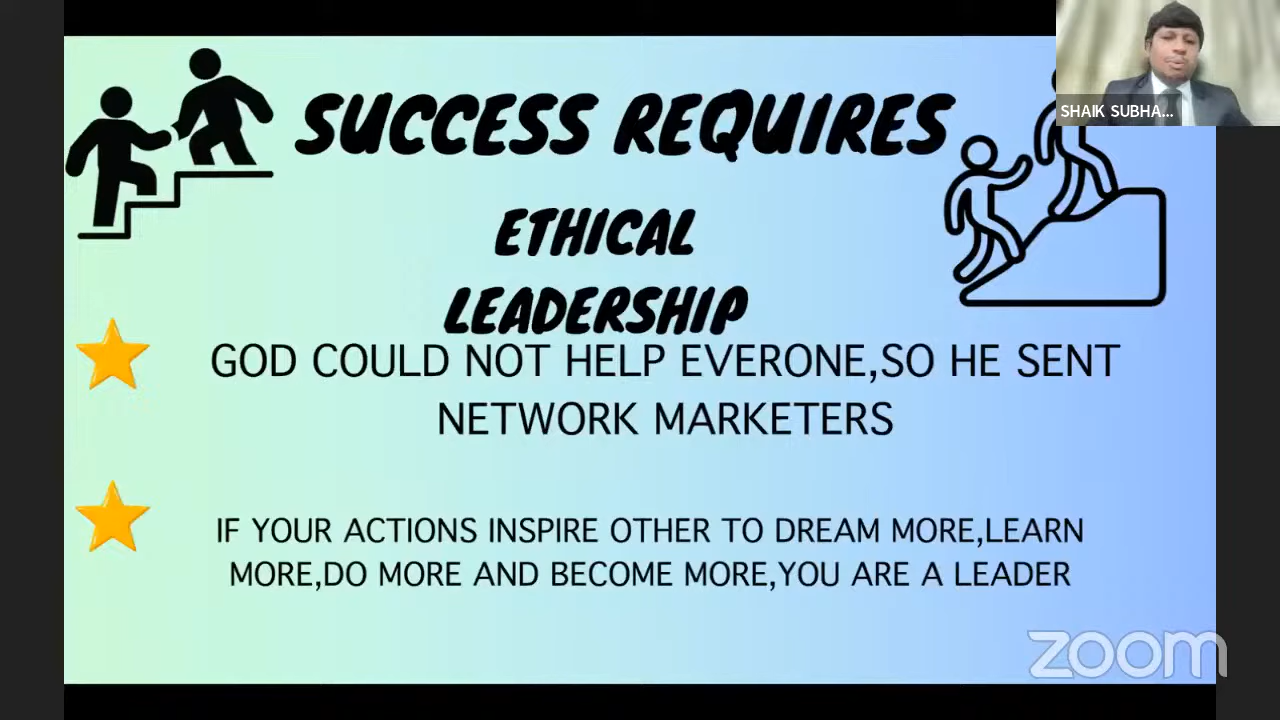 SHAIK SUBHA...
SUCCESS REQUIRES
ETHICAL
LEADERSHIP
GOD COULD NOT HELP EVERONE,SO HE SENT
NETWORK MARKETERS
IF YOUR ACTIONS INSPIRE OTHER TO DREAM MORE,LEARN
MORE,DO MORE AND BECOME MORE,YOU ARE A LEADER
zoom